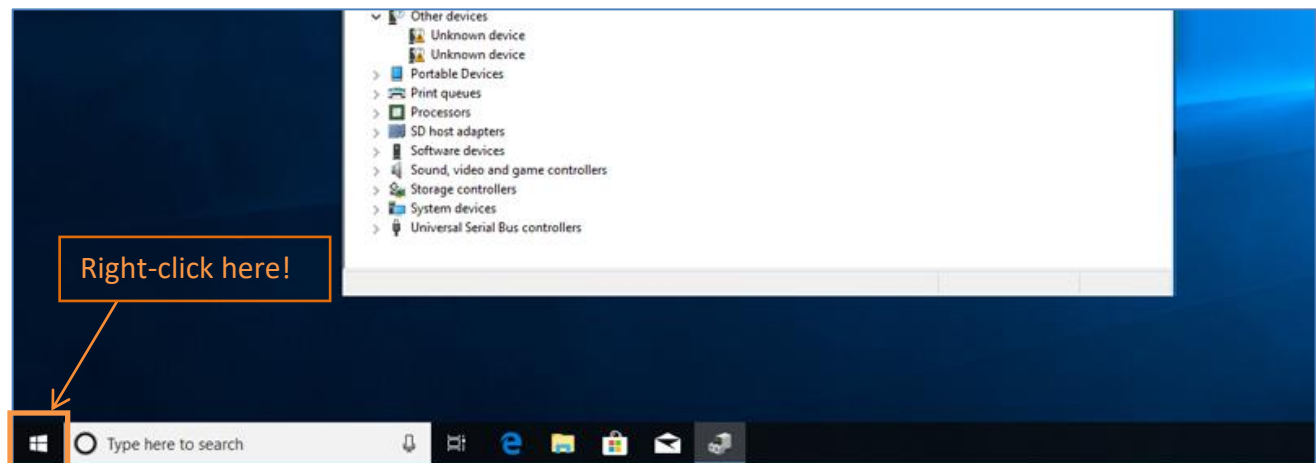 Other devices
Unknown device
Unknown device
Portable Devices
Print queues
Processors
SD host adapters
Software devices
Sound, video and game controllers
Storage controllers
System devices
Universal Serial Bus controllers
Right-click here!
Type here to search